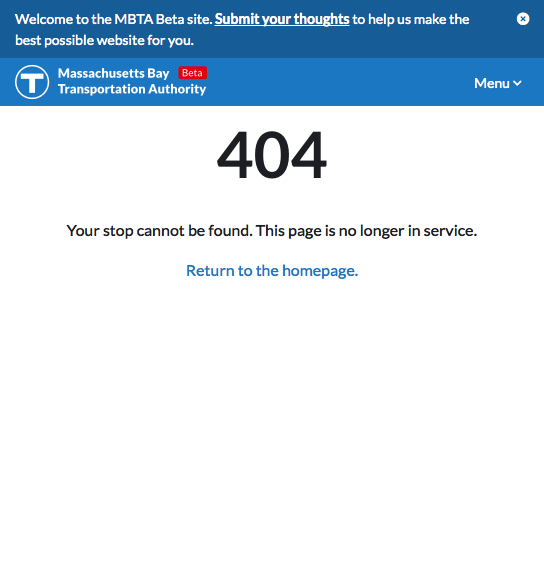 Welcome to the MBTA Beta site. Submit your thoughts to help us make the
best possible website for you.
T
Massachusetts Bay Beta
Transportation Authority
Menu
404
Your stop cannot be found. This page is no longer in service.
Return to the homepage.